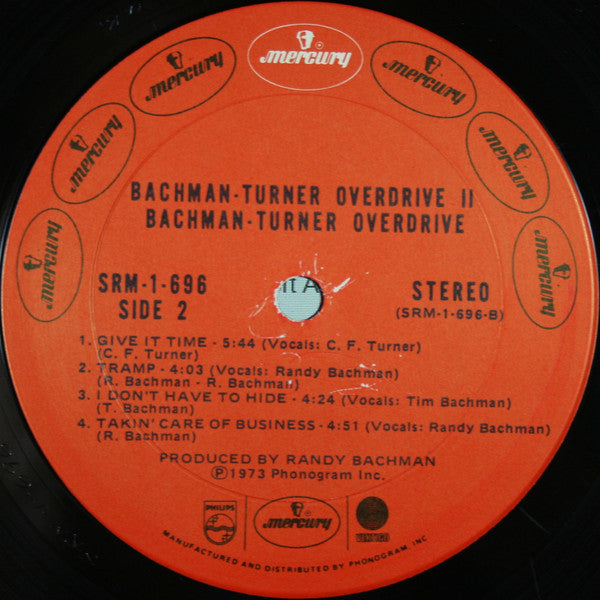 mercury
mercury
mercury
mercury
mercury
mercury
mercury
BACHMAN-TURNER OVERDRIVE II
BACHMAN-TURNER OVERDRIVE
SRM-1-696
it A
STEREO
SIDE 2
(SRM-1-696-B)
1. GIVE IT TIME - 5:44 (Vocals: C. F. Turner)
(C. F. Turner)
2. TRAMP - 4:03 (Vocals: Randy Bachman)
(R. Bachman - R. Bachman)
3. I DON'T HAVE TO HIDE - 4:24 (Vocals: Tim Bachman)
(T. Bachman)
4. TAKIN' CARE OF BUSINESS - 4:51 (Vocals: Randy Bachman)
(R. Bachman)
PRODUCED BY RANDY BACHMAN
Ⓟ1973 Phonogram Inc.
PHILIPS
mercury
VERTIGO
MANUFACTURED AND DISTRIBUTED BY PHONOGRAM, INC